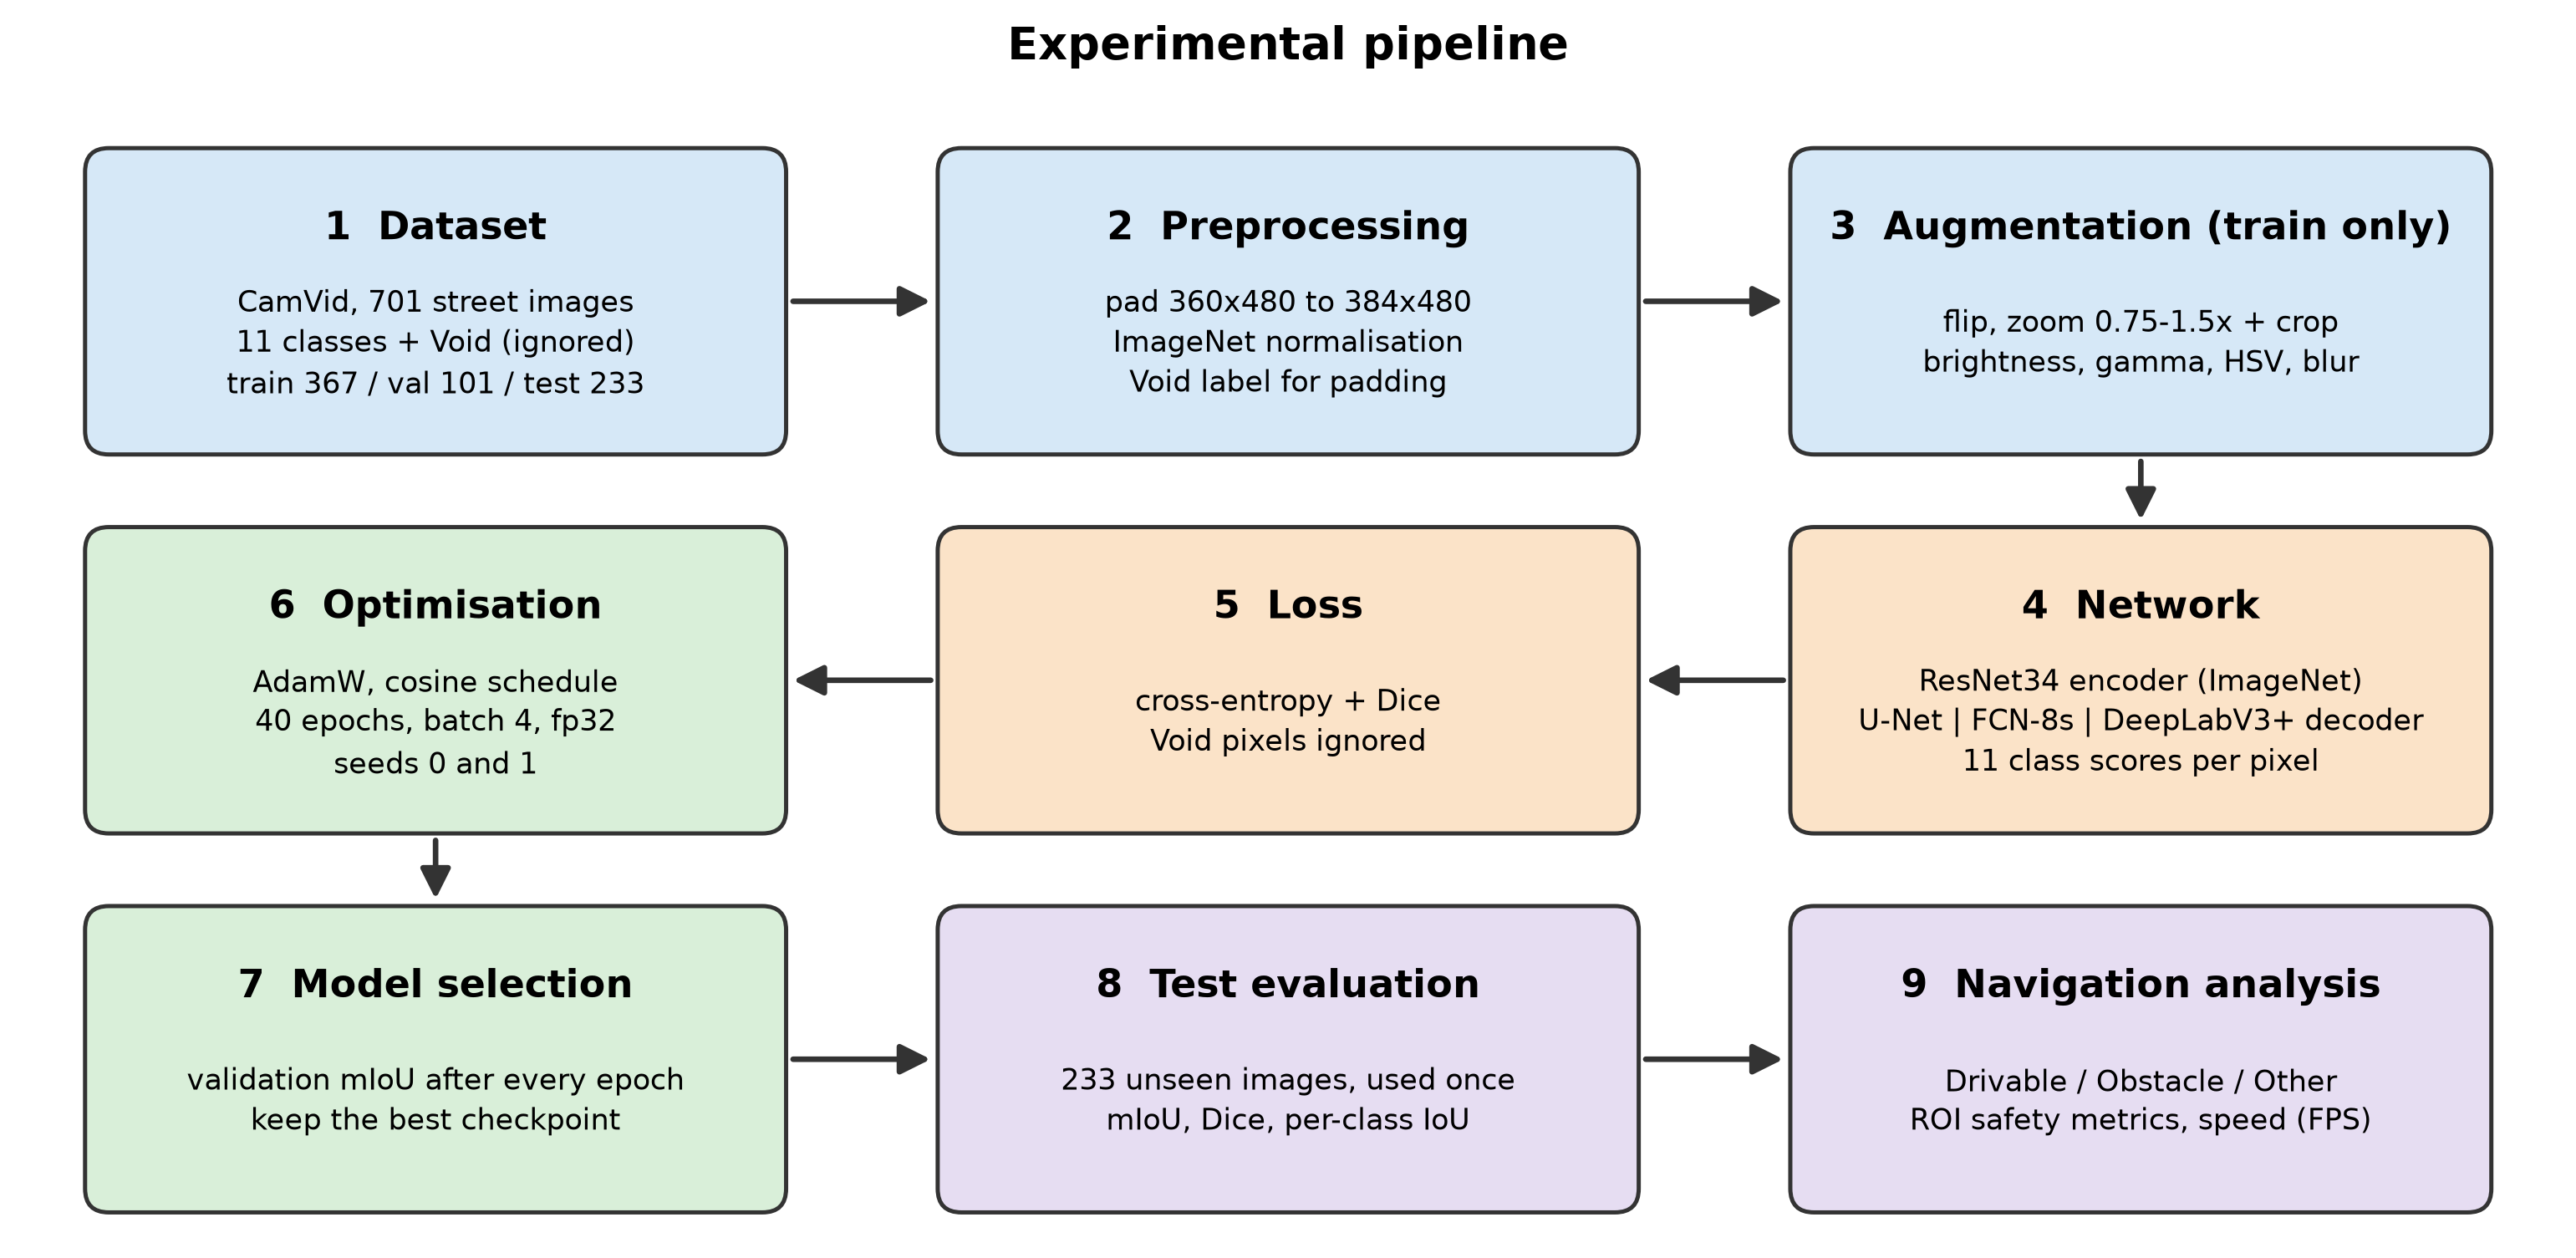 Experimental pipeline
1 Dataset
CamVid, 701 street images
11 classes + Void (ignored)
train 367 / val 101 / test 233
2 Preprocessing
pad 360x480 to 384x480
ImageNet normalisation
Void label for padding
3 Augmentation (train only)
flip, zoom 0.75-1.5x + crop
brightness, gamma, HSV, blur
4 Network
ResNet34 encoder (ImageNet)
U-Net | FCN-8s | DeepLabV3+ decoder
11 class scores per pixel
5 Loss
cross-entropy + Dice
Void pixels ignored
6 Optimisation
AdamW, cosine schedule
40 epochs, batch 4, fp32
seeds 0 and 1
7 Model selection
validation mIoU after every epoch
keep the best checkpoint
8 Test evaluation
233 unseen images, used once
mIoU, Dice, per-class IoU
9 Navigation analysis
Drivable / Obstacle / Other
ROI safety metrics, speed (FPS)